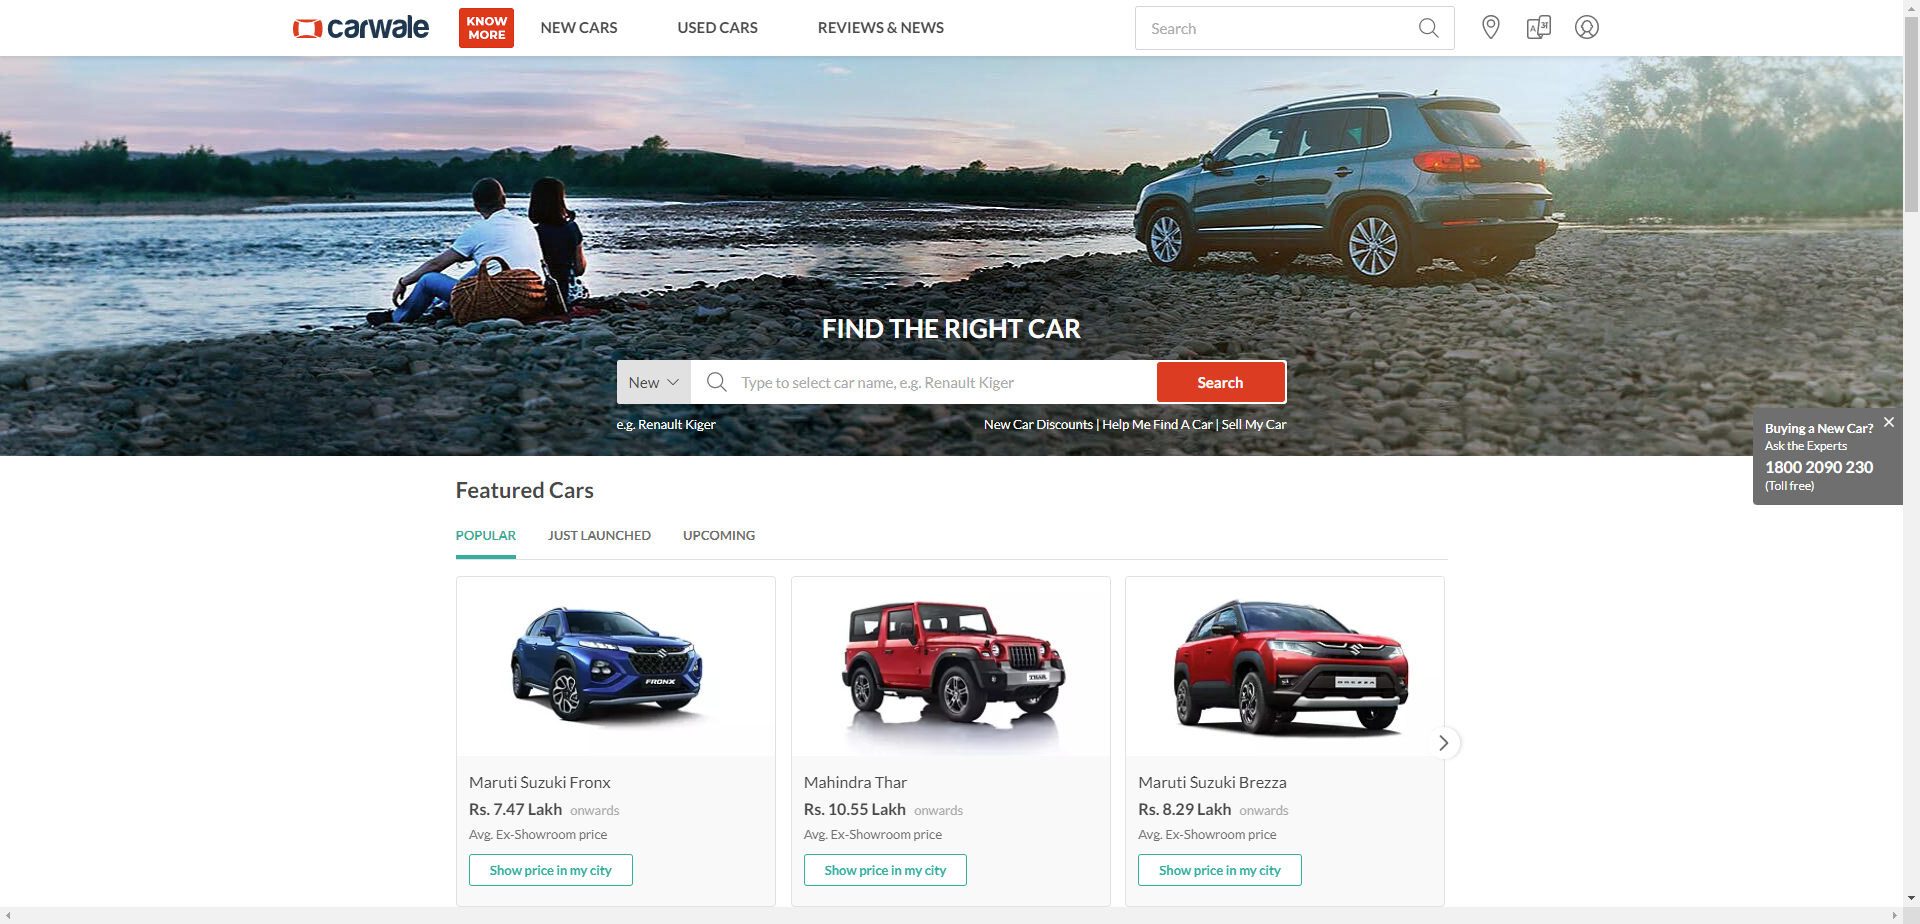 carwale
KNOW
MORE
NEW CARS
USED CARS
REVIEWS & NEWS
Search
FIND THE RIGHT CAR
New
Type to select car name, e.g. Renault Kiger
Search
e.g. Renault Kiger
New Car Discounts | Help Me Find A Car | Sell My Car
Buying a New Car?
Ask the Experts
1800 2090 230
(Toll free)
Featured Cars
POPULAR
JUST LAUNCHED
UPCOMING
FRONX
THAR
BREZZA
Maruti Suzuki Fronx
Rs. 7.47 Lakh onwards
Avg. Ex-Showroom price
Show price in my city
Mahindra Thar
Rs. 10.55 Lakh onwards
Avg. Ex-Showroom price
Show price in my city
Maruti Suzuki Brezza
Rs. 8.29 Lakh onwards
Avg. Ex-Showroom price
Show price in my city